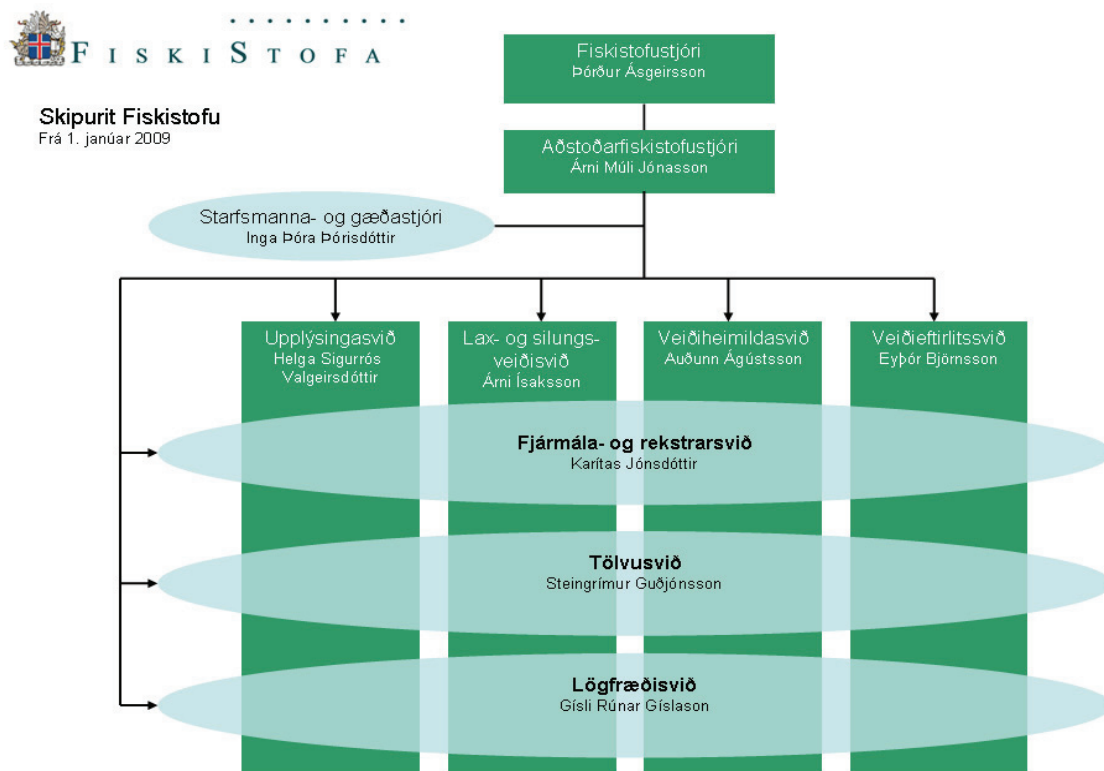 FISKISTOFA
Skipurit Fiskistofu
Frá 1. janúar 2009
Fiskistofustjóri
Þórður Ásgeirsson
Aðstoðarfiskistofustjóri
Árni Múli Jónasson
Starfsmanna- og gæðastjóri
Inga Þóra Þórisdóttir
Upplýsingasvið
Helga Sigurrós
Valgeirsdóttir
Lax- og silungs-
veiðisvið
Árni Ísaksson
Veiðiheimildasvið
Auðunn Ágústsson
Veiðieftirlitssvið
Eyþór Björnsson
Fjármála- og rekstrarsvið
Karítas Jónsdóttir
Tölvusvið
Steingrímur Guðjónsson
Lögfræðisvið
Gísli Rúnar Gíslason